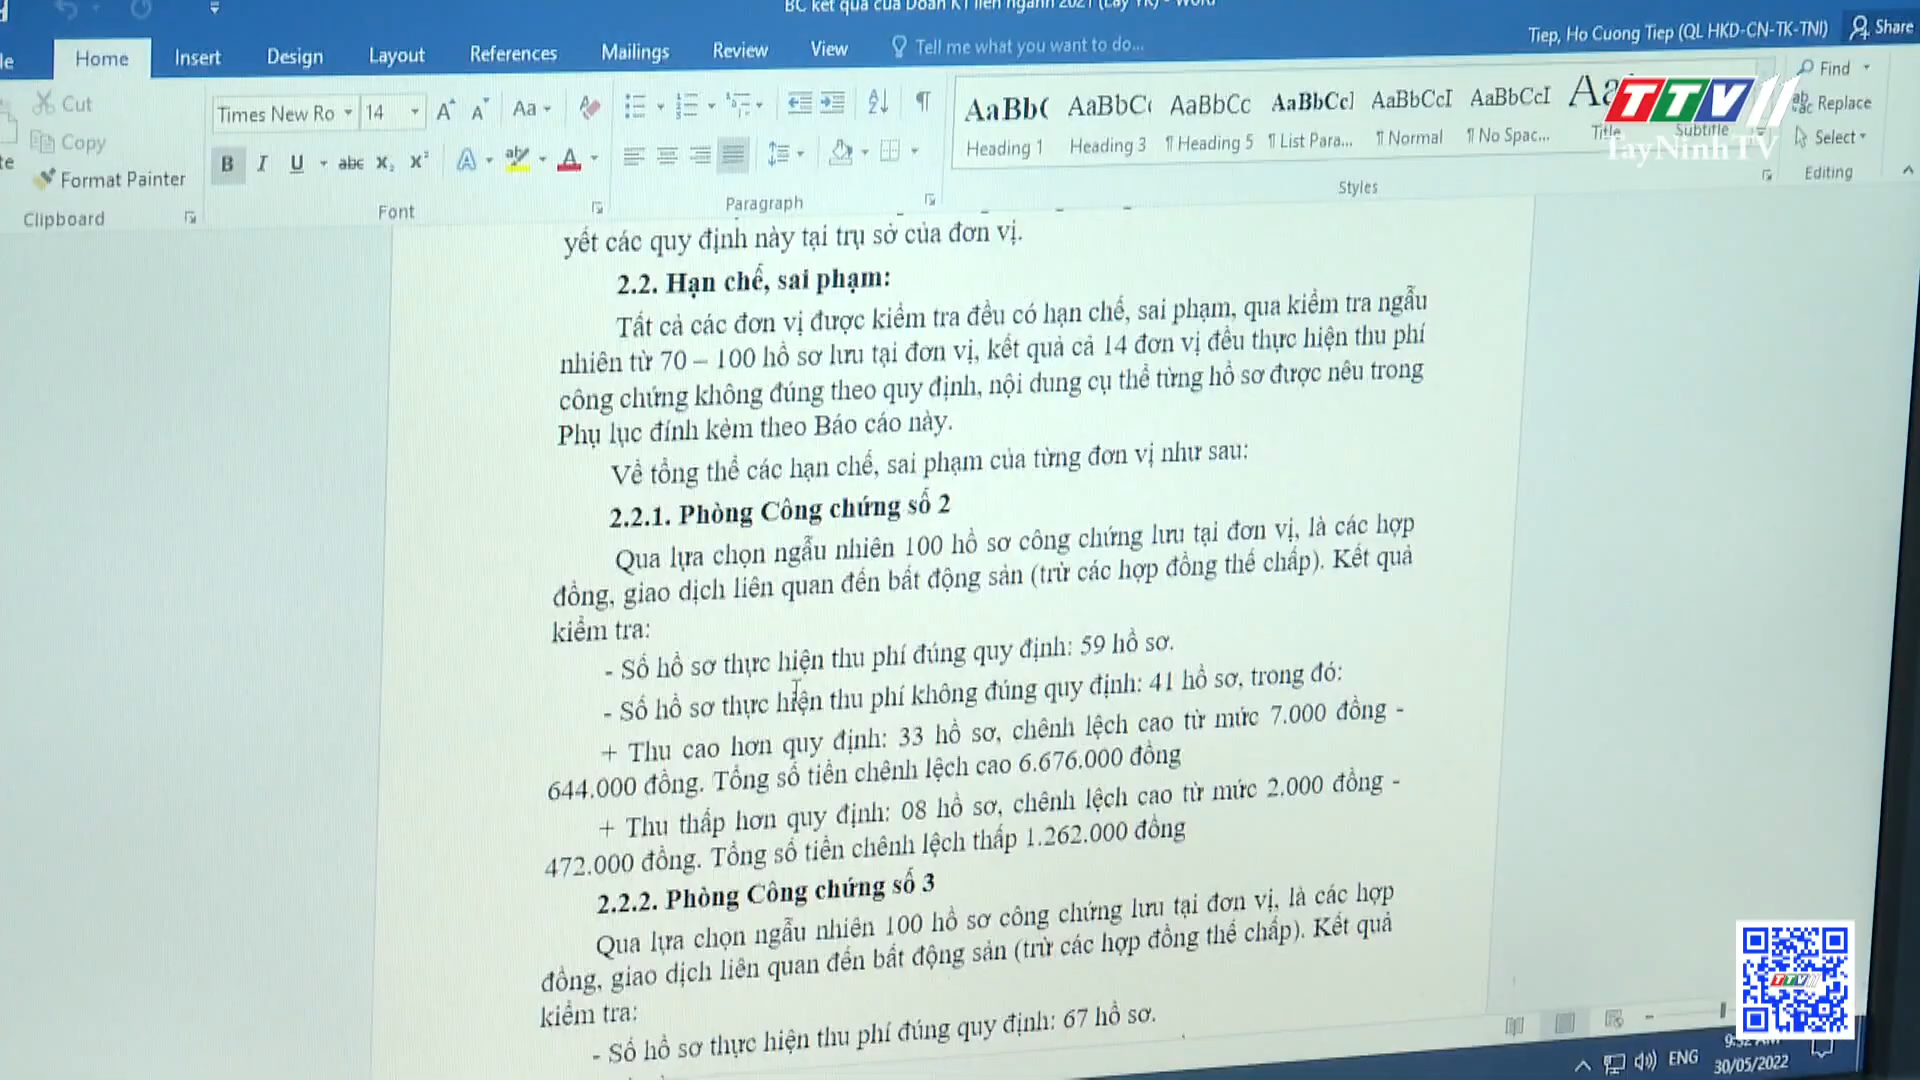 BC kết quả của Đoàn KT liên ngành 2021 (Lấy YK) - Word
Tiep, Ho Cuong Tiep (QL HKD-CN-TK-TNI) Share
Home Insert Design Layout References Mailings Review View Tell me what you want to do...
Cut
Copy
Format Painter
Clipboard
Times New Ro 14
Font
Paragraph
AaBb( AaBbC( AaBbCc AaBbCcl AaBbCcI AaBbCcI
Heading 1 Heading 3 ¶ Heading 5 ¶ List Para... ¶ Normal ¶ No Spac... Title Subtitle
Styles
Find
Replace
Select
Editing
TTV11
TayNinhTV
yết các quy định này tại trụ sở của đơn vị.
2.2. Hạn chế, sai phạm:
Tất cả các đơn vị được kiểm tra đều có hạn chế, sai phạm, qua kiểm tra ngẫu
nhiên từ 70 – 100 hồ sơ lưu tại đơn vị, kết quả cả 14 đơn vị đều thực hiện thu phí
công chứng không đúng theo quy định, nội dung cụ thể từng hồ sơ được nêu trong
Phụ lục đính kèm theo Báo cáo này.
Về tổng thể các hạn chế, sai phạm của từng đơn vị như sau:
2.2.1. Phòng Công chứng số 2
Qua lựa chọn ngẫu nhiên 100 hồ sơ công chứng lưu tại đơn vị, là các hợp
đồng, giao dịch liên quan đến bất động sản (trừ các hợp đồng thế chấp). Kết quả
kiểm tra:
- Số hồ sơ thực hiện thu phí đúng quy định: 59 hồ sơ.
- Số hồ sơ thực hiện thu phí không đúng quy định: 41 hồ sơ, trong đó:
+ Thu cao hơn quy định: 33 hồ sơ, chênh lệch cao từ mức 7.000 đồng -
644.000 đồng. Tổng số tiền chênh lệch cao 6.676.000 đồng
+ Thu thấp hơn quy định: 08 hồ sơ, chênh lệch cao từ mức 2.000 đồng -
472.000 đồng. Tổng số tiền chênh lệch thấp 1.262.000 đồng
2.2.2. Phòng Công chứng số 3
Qua lựa chọn ngẫu nhiên 100 hồ sơ công chứng lưu tại đơn vị, là các hợp
đồng, giao dịch liên quan đến bất động sản (trừ các hợp đồng thế chấp). Kết quả
kiểm tra:
- Số hồ sơ thực hiện thu phí đúng quy định: 67 hồ sơ.
TTV11
ENG
30/05/2022